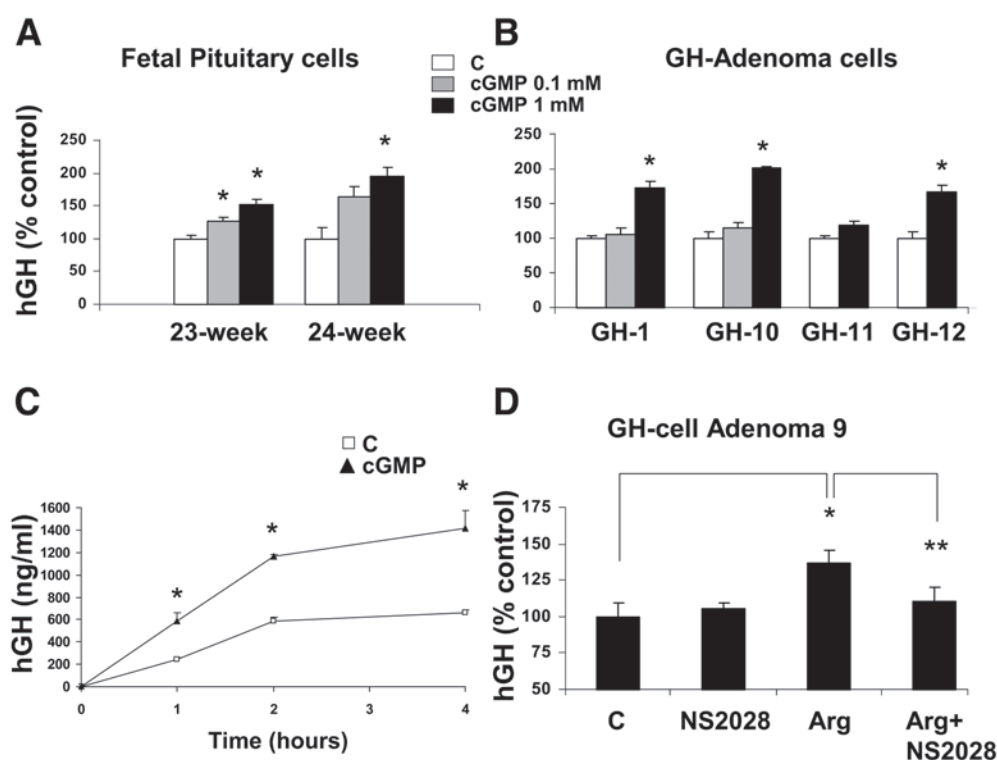 A
Fetal Pituitary cells
C
cGMP 0.1 mM
cGMP 1 mM
hGH (% control)
250
200
150
100
50
0
*
*
*
23-week
24-week
B
GH-Adenoma cells
250
200
150
100
50
0
*
*
*
GH-1
GH-10
GH-11
GH-12
C
C
cGMP
hGH (ng/ml)
1600
1400
1200
1000
800
600
400
200
0
*
*
*
0
1
2
3
4
Time (hours)
D
GH-cell Adenoma 9
hGH (% control)
175
150
125
100
75
50
*
**
C
NS2028
Arg
Arg+
NS2028